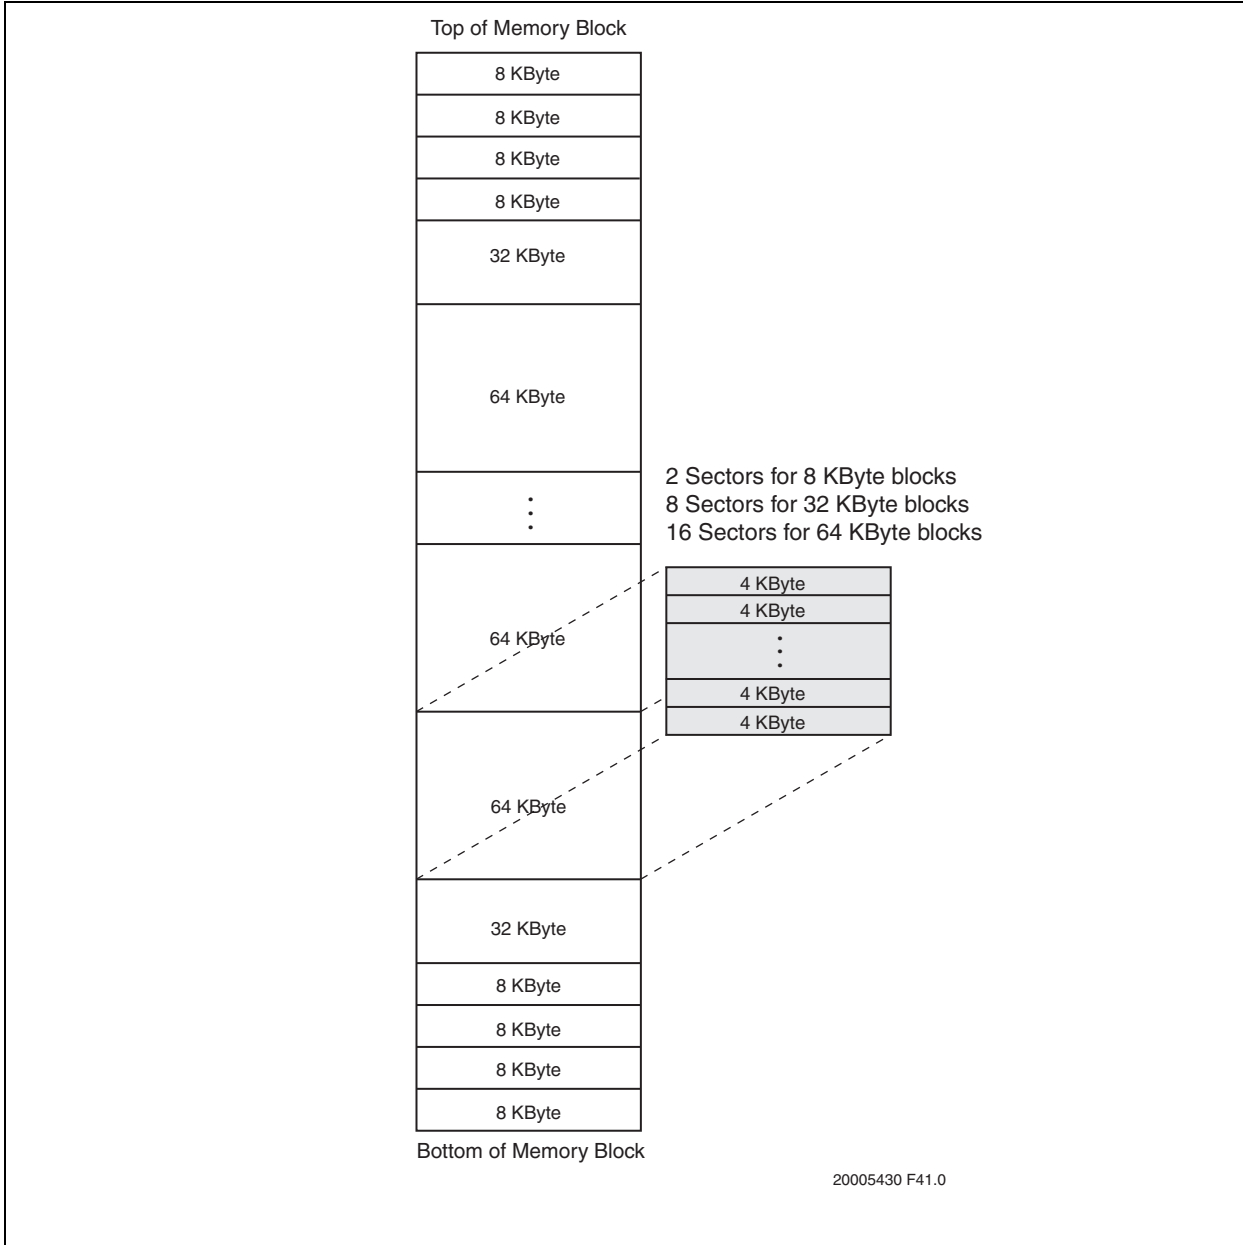 Top of Memory Block
8 KByte
8 KByte
8 KByte
8 KByte
32 KByte
64 KByte
2 Sectors for 8 KByte blocks
8 Sectors for 32 KByte blocks
16 Sectors for 64 KByte blocks
4 KByte
4 KByte
4 KByte
4 KByte
64 KByte
64 KByte
32 KByte
8 KByte
8 KByte
8 KByte
8 KByte
Bottom of Memory Block
20005430 F41.0